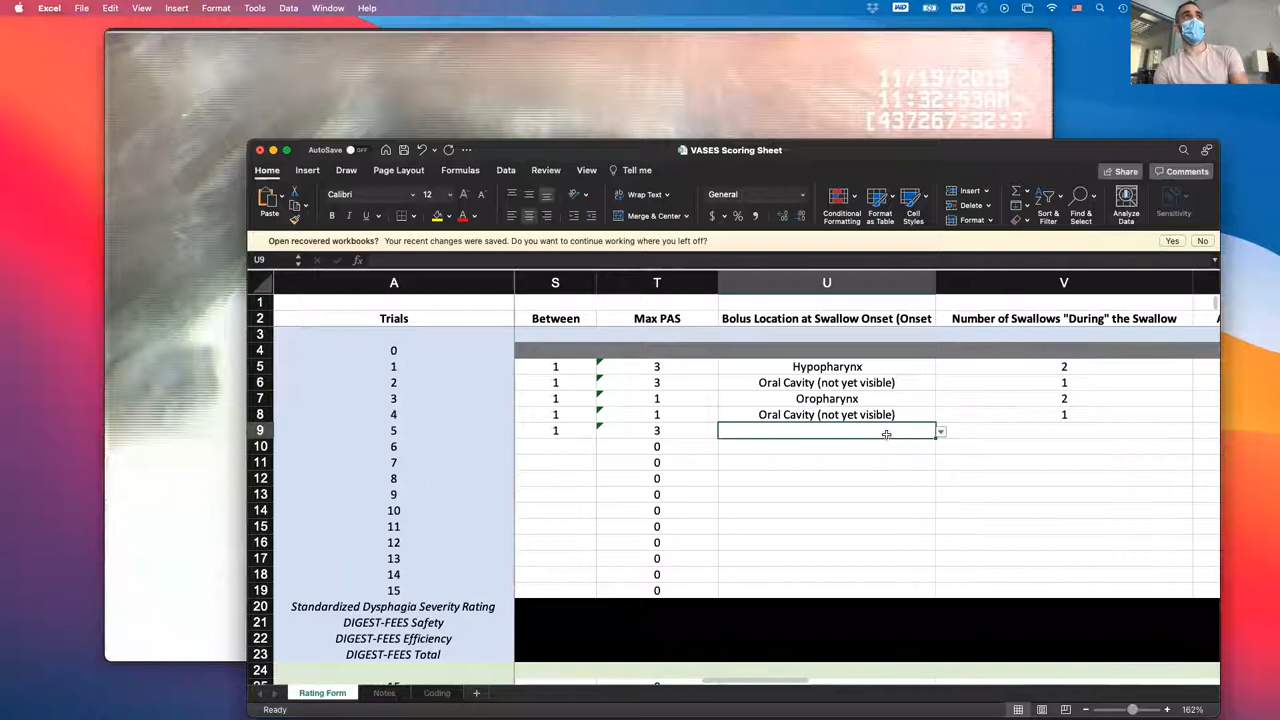 Excel File Edit View Insert Format Tools Data Window Help
11/19/2019
11:32:53AM
[437267:32:3
AutoSave OFF VASES Scoring Sheet
Home Insert Draw Page Layout Formulas Data Review View Tell me Share Comments
Paste Calibri 12 Wrap Text General Conditional Formatting Format as Table Cell Styles Insert Sort & Filter Find & Select Analyze Data Sensitivity
B I U Merge & Center $ % Delete
Format
Open recovered workbooks? Your recent changes were saved. Do you want to continue working where you left off? Yes No
U9 fx
A S T U V
1
2 Trials Between Max PAS Bolus Location at Swallow Onset (Onset Number of Swallows "During" the Swallow
3
4 0
5 1 1 3 Hypopharynx 2
6 2 1 3 Oral Cavity (not yet visible) 1
7 3 1 1 Oropharynx 2
8 4 1 1 Oral Cavity (not yet visible) 1
9 5 1 3
10 6 0
11 7 0
12 8 0
13 9 0
14 10 0
15 11 0
16 12 0
17 13 0
18 14 0
19 15 0
20 Standardized Dysphagia Severity Rating
21 DIGEST-FEES Safety
22 DIGEST-FEES Efficiency
23 DIGEST-FEES Total
24
Rating Form Notes Coding +
Ready 162%